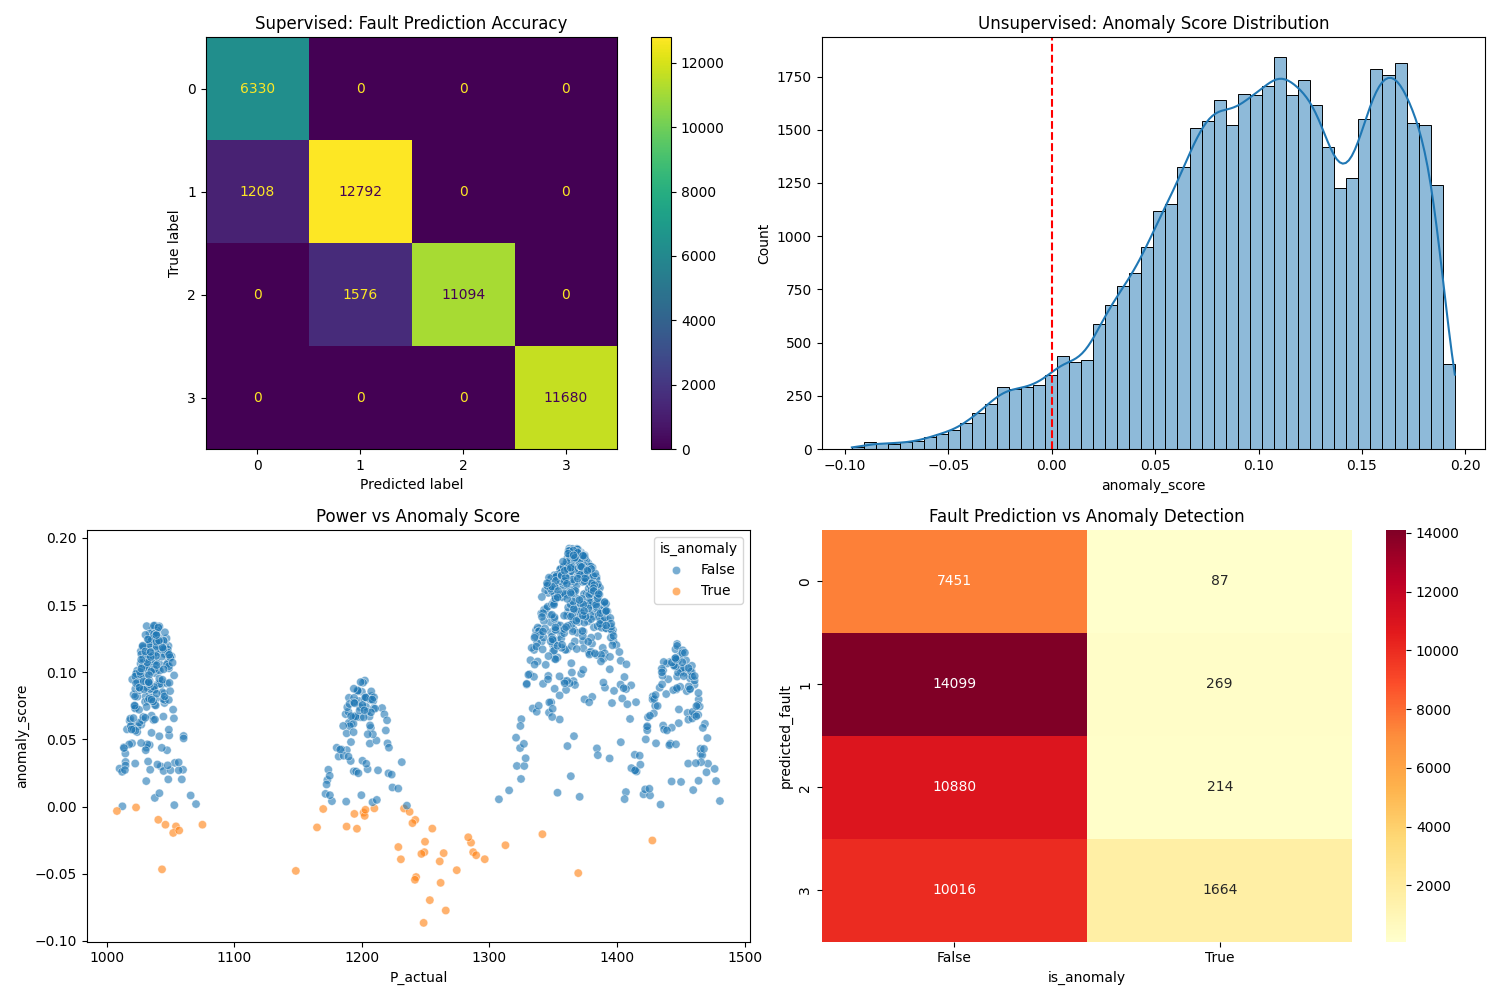 Supervised: Fault Prediction Accuracy
0
6330 0 0 0
1
1208 12792 0 0
2
0 1576 11094 0
3
0 0 0 11680
0 1 2 3
True label
Predicted label
12000
10000
8000
6000
4000
2000
0
Unsupervised: Anomaly Score Distribution
1750
1500
1250
1000
750
500
250
0
Count
−0.10 −0.05 0.00 0.05 0.10 0.15 0.20
anomaly_score
Power vs Anomaly Score
is_anomaly
False
True
0.20
0.15
0.10
0.05
0.00
−0.05
−0.10
anomaly_score
1000 1100 1200 1300 1400 1500
P_actual
Fault Prediction vs Anomaly Detection
0
7451 87
1
14099 269
2
10880 214
3
10016 1664
predicted_fault
False True
is_anomaly
14000
12000
10000
8000
6000
4000
2000